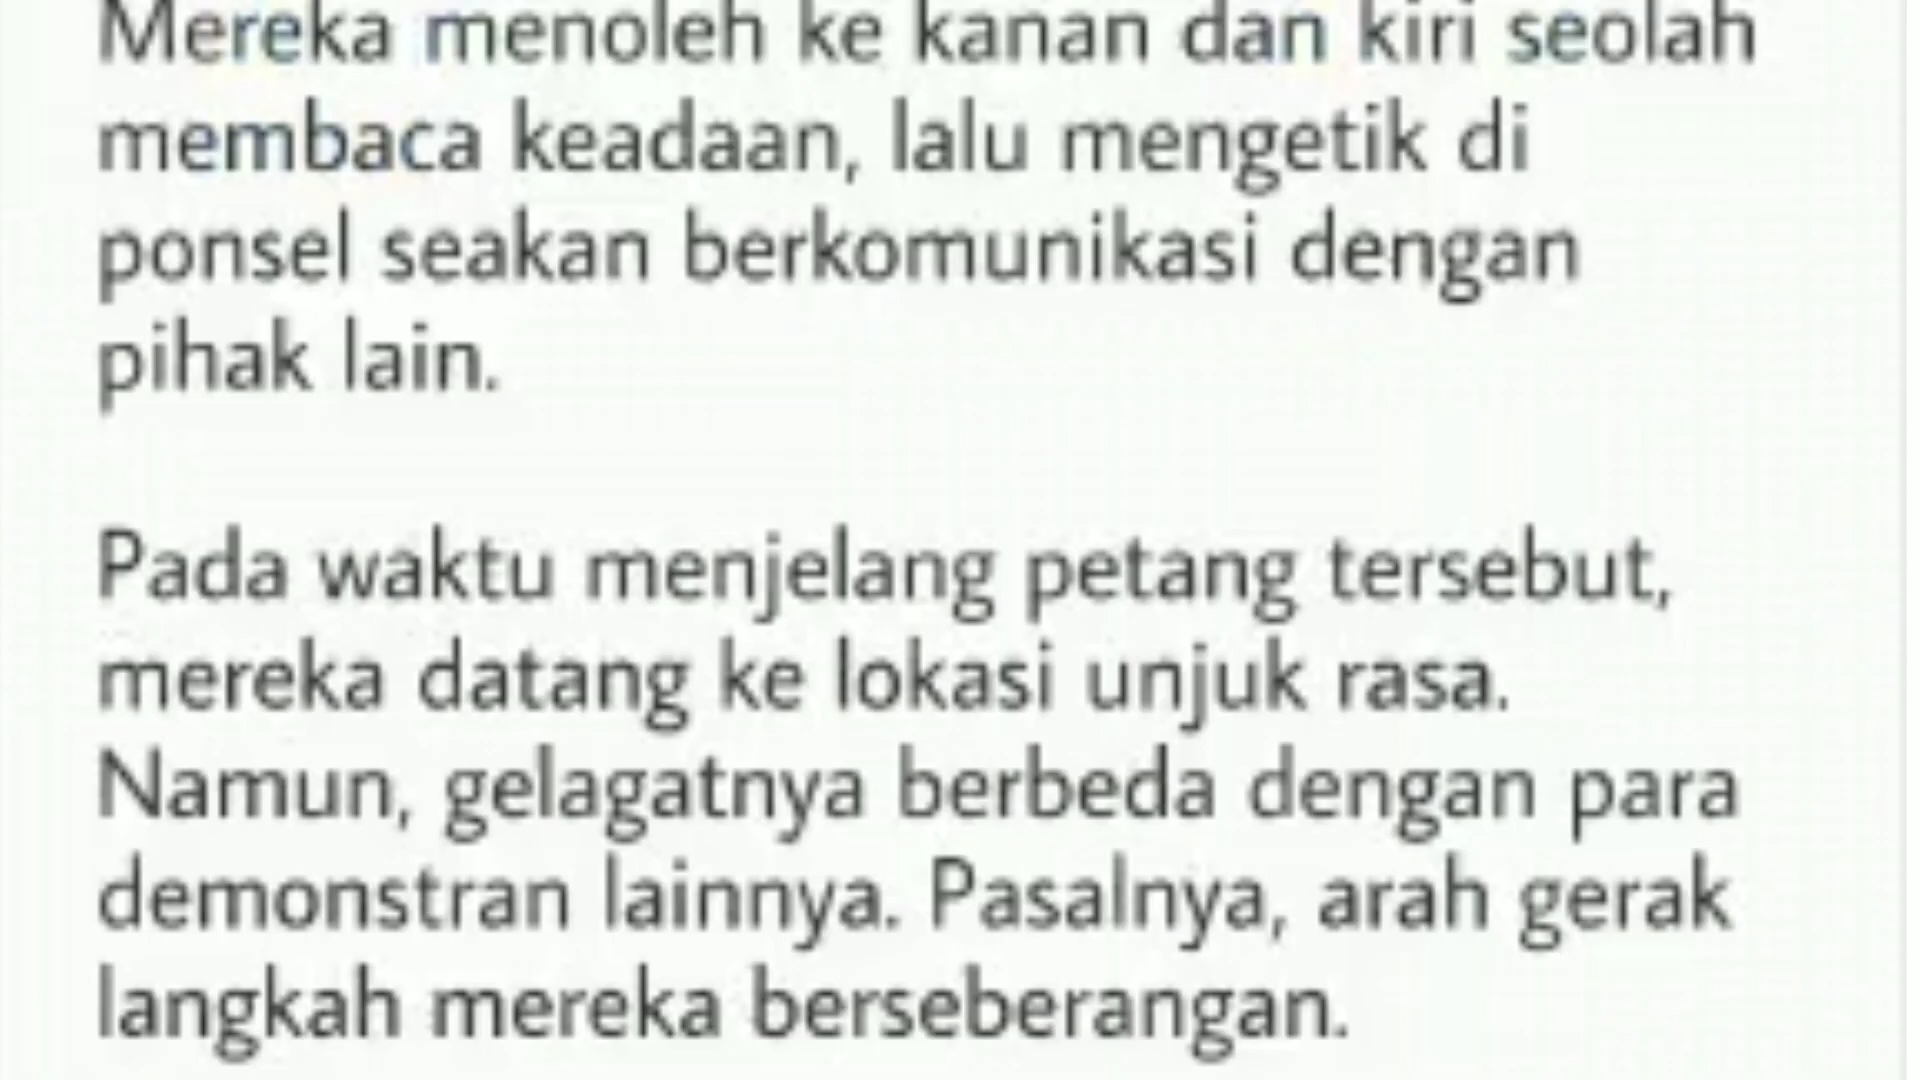 Mereka menoleh ke kanan dan kiri seolah
membaca keadaan, lalu mengetik di
ponsel seakan berkomunikasi dengan
pihak lain.
Pada waktu menjelang petang tersebut,
mereka datang ke lokasi unjuk rasa.
Namun, gelagatnya berbeda dengan para
demonstran lainnya. Pasalnya, arah gerak
langkah mereka berseberangan.